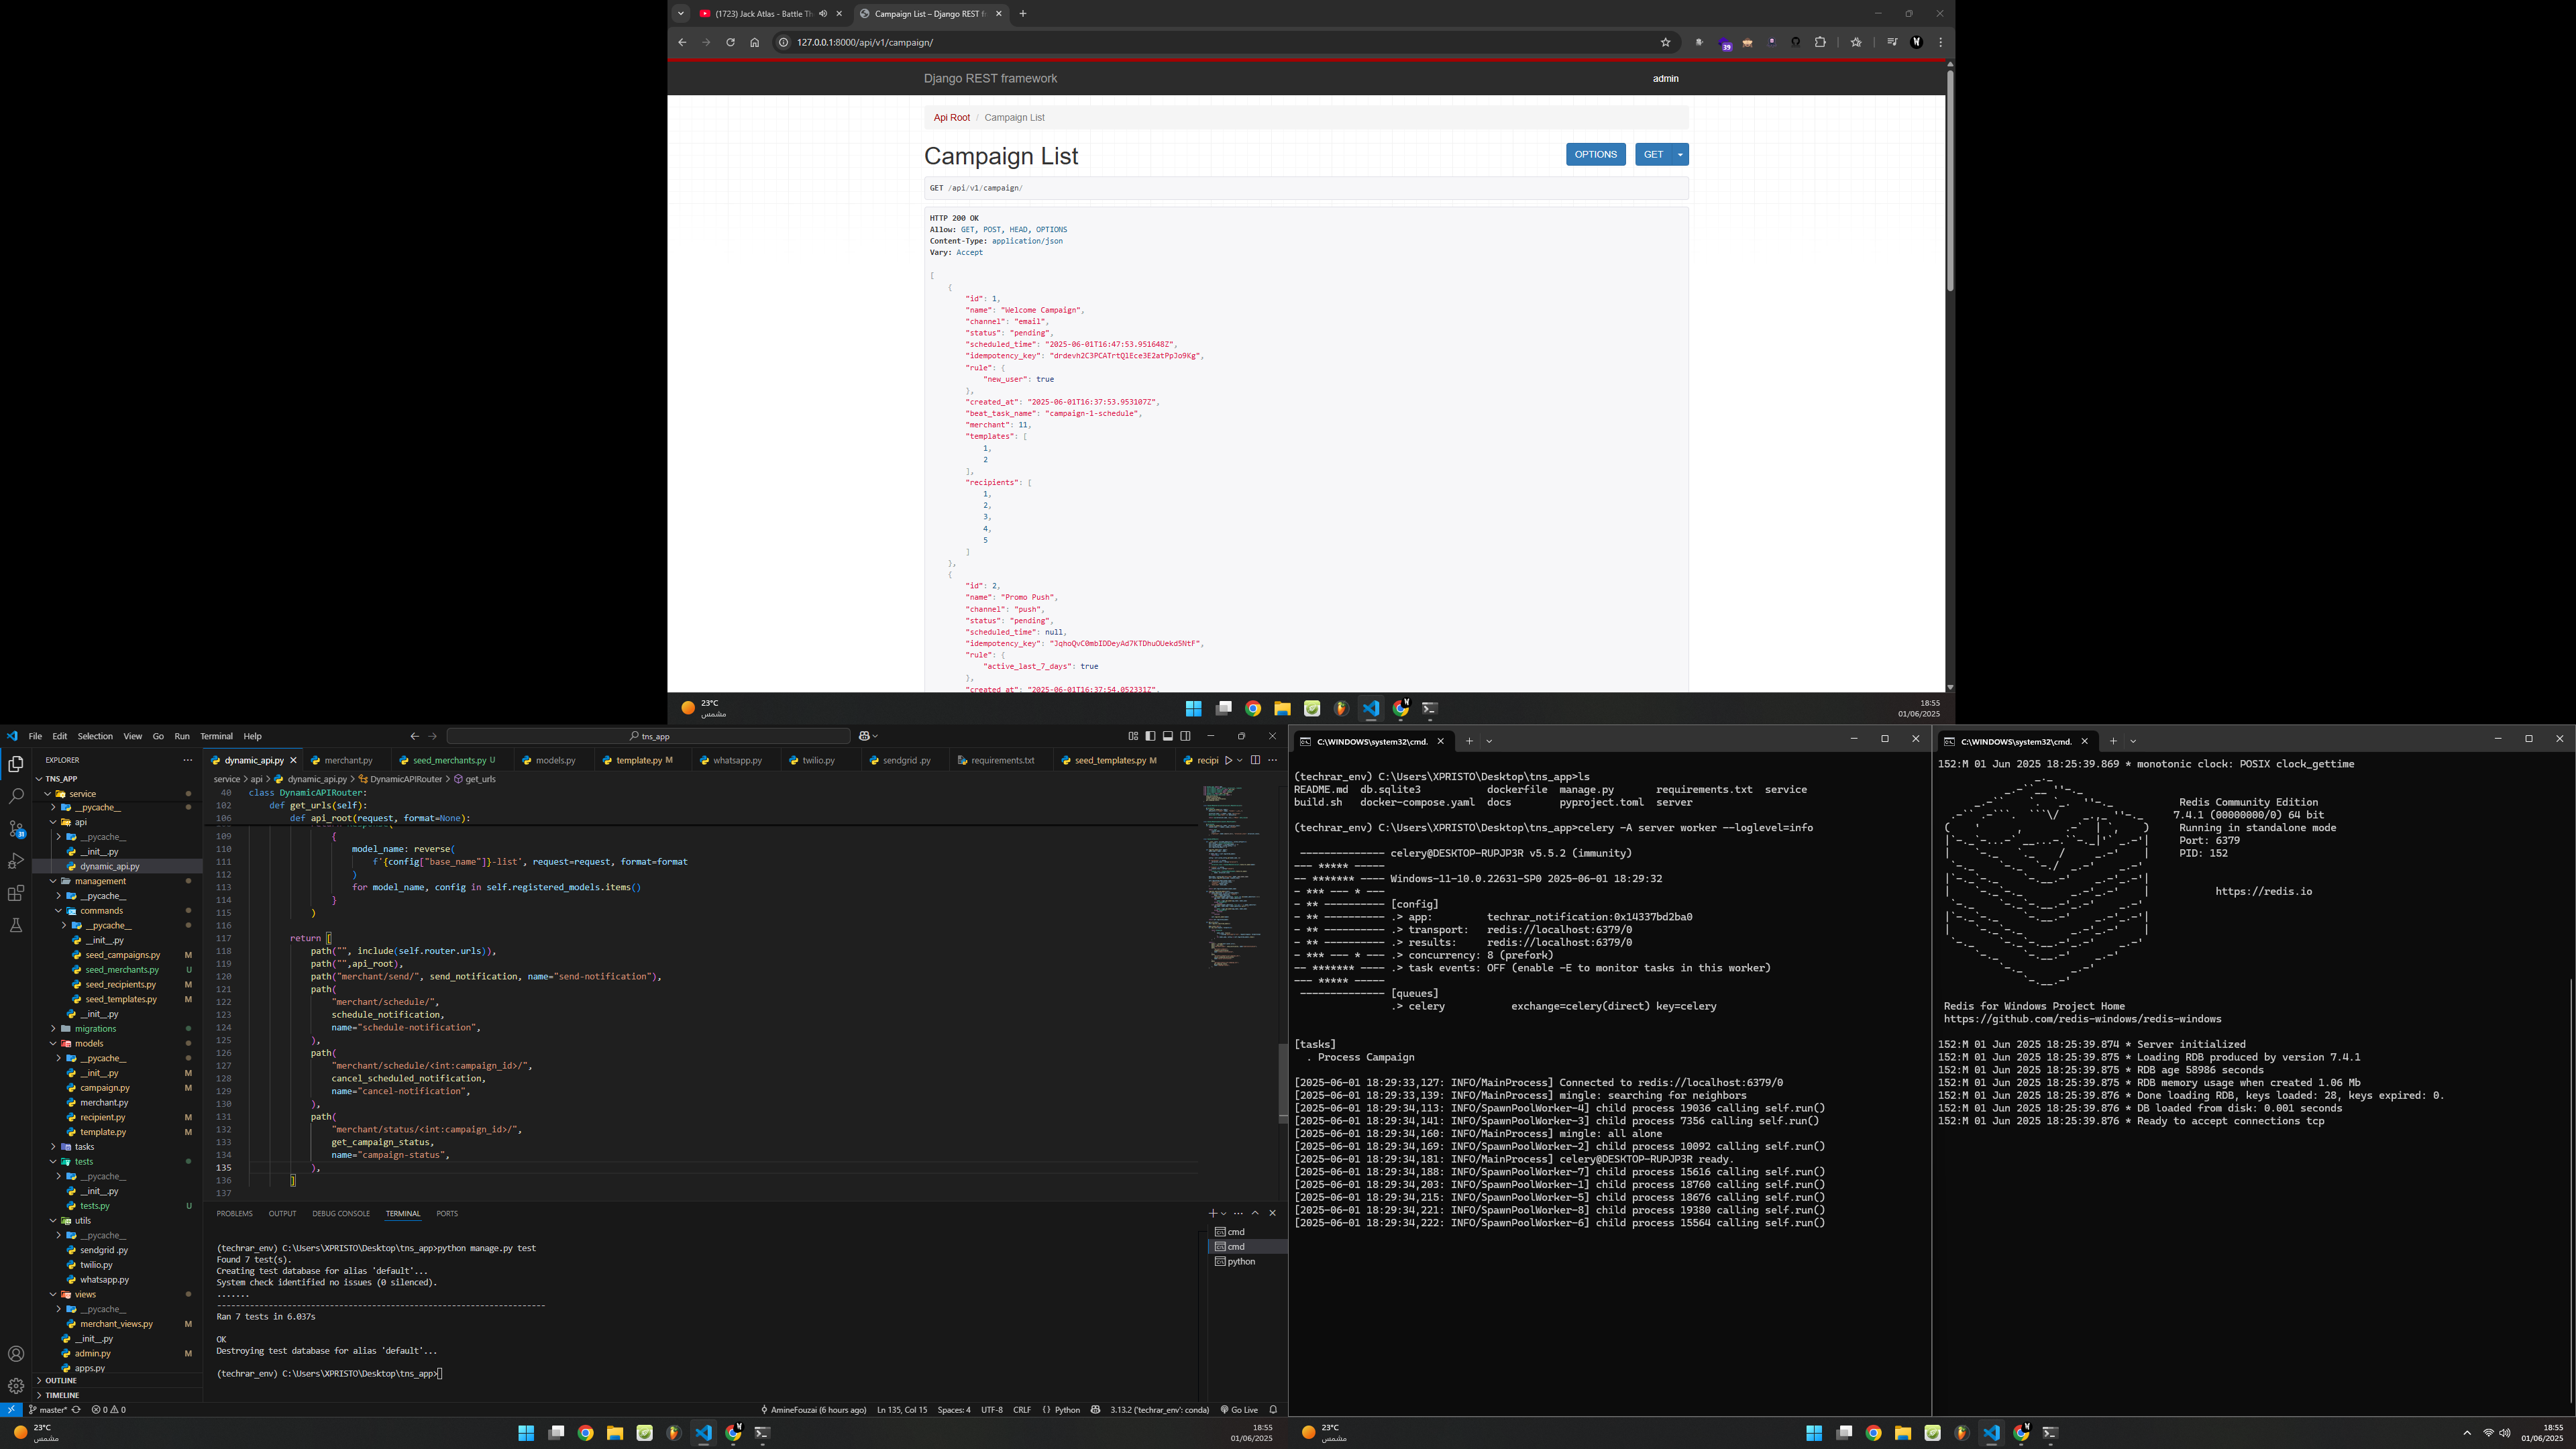 (1723) Jack Atlas - Battle Th
Campaign List – Django REST f
127.0.0.1:8000/api/v1/campaign/
39
Django REST framework
admin
Api Root / Campaign List
Campaign List
OPTIONS
GET
GET /api/v1/campaign/
HTTP 200 OK
Allow: GET, POST, HEAD, OPTIONS
Content-Type: application/json
Vary: Accept
[
{
"id": 1,
"name": "Welcome Campaign",
"channel": "email",
"status": "pending",
"scheduled_time": "2025-06-01T16:47:53.951648Z",
"idempotency_key": "drdevh2C3PCATrtQlEce3E2atPpJo9Kg",
"rule": {
"new_user": true
},
"created_at": "2025-06-01T16:37:53.953107Z",
"beat_task_name": "campaign-1-schedule",
"merchant": 11,
"templates": [
1,
2
],
"recipients": [
1,
2,
3,
4,
5
]
},
{
"id": 2,
"name": "Promo Push",
"channel": "push",
"status": "pending",
"scheduled_time": null,
"idempotency_key": "JqhoQvC0mbIDDeyAd7KTDhuOUekd5NtF",
"rule": {
"active_last_7_days": true
},
"created_at": "2025-06-01T16:37:54.052331Z",
23°C
مشمس
18:55
01/06/2025
File Edit Selection View Go Run Terminal Help
tns_app
EXPLORER
TNS_APP
service
__pycache__
api
__pycache__
__init__.py
dynamic_api.py
management
__pycache__
commands
__pycache__
__init__.py
seed_campaigns.py M
seed_merchants.py U
seed_recipients.py M
seed_templates.py M
__init__.py
migrations
models
__pycache__
__init__.py M
campaign.py M
merchant.py
recipient.py M
template.py M
tasks
tests
__pycache__
__init__.py
tests.py U
utils
__pycache__
sendgrid .py
twilio.py
whatsapp.py
views
__pycache__
merchant_views.py M
__init__.py
admin.py M
apps.py
OUTLINE
TIMELINE
31
dynamic_api.py merchant.py seed_merchants.py U models.py template.py M whatsapp.py twilio.py sendgrid .py requirements.txt seed_templates.py M recipi
service > api > dynamic_api.py > DynamicAPIRouter > get_urls
40 class DynamicAPIRouter:
102 def get_urls(self):
106 def api_root(request, format=None):
109 {
110 model_name: reverse(
111 f'{config["base_name"]}-list', request=request, format=format
112 )
113 for model_name, config in self.registered_models.items()
114 }
115 )
116
117 return [
118 path("", include(self.router.urls)),
119 path("",api_root),
120 path("merchant/send/", send_notification, name="send-notification"),
121 path(
122 "merchant/schedule/",
123 schedule_notification,
124 name="schedule-notification",
125 ),
126 path(
127 "merchant/schedule/<int:campaign_id>/",
128 cancel_scheduled_notification,
129 name="cancel-notification",
130 ),
131 path(
132 "merchant/status/<int:campaign_id>/",
133 get_campaign_status,
134 name="campaign-status",
135 ),
136 ]
137
PROBLEMS OUTPUT DEBUG CONSOLE TERMINAL PORTS
cmd
cmd
python
(techrar_env) C:\Users\XPRISTO\Desktop\tns_app>python manage.py test
Found 7 test(s).
Creating test database for alias 'default'...
System check identified no issues (0 silenced).
.......
----------------------------------------------------------------------
Ran 7 tests in 6.037s
OK
Destroying test database for alias 'default'...
(techrar_env) C:\Users\XPRISTO\Desktop\tns_app>
master* 0 0 AmineFouzai (6 hours ago) Ln 135, Col 15 Spaces: 4 UTF-8 CRLF {} Python 3.13.2 ('techrar_env': conda) Go Live
23°C
مشمس
18:55
01/06/2025
C:\WINDOWS\system32\cmd.
(techrar_env) C:\Users\XPRISTO\Desktop\tns_app>ls
README.md db.sqlite3 dockerfile manage.py requirements.txt service
build.sh docker-compose.yaml docs pyproject.toml server
(techrar_env) C:\Users\XPRISTO\Desktop\tns_app>celery -A server worker --loglevel=info
-------------- celery@DESKTOP-RUPJP3R v5.5.2 (immunity)
--- ***** -----
-- ******* ---- Windows-11-10.0.22631-SP0 2025-06-01 18:29:32
- *** --- * ---
- ** ---------- [config]
- ** ---------- .> app: techrar_notification:0x14337bd2ba0
- ** ---------- .> transport: redis://localhost:6379/0
- ** ---------- .> results: redis://localhost:6379/0
- *** --- * --- .> concurrency: 8 (prefork)
-- ******* ---- .> task events: OFF (enable -E to monitor tasks in this worker)
--- ***** -----
-------------- [queues]
.> celery exchange=celery(direct) key=celery
[tasks]
. Process Campaign
[2025-06-01 18:29:33,127: INFO/MainProcess] Connected to redis://localhost:6379/0
[2025-06-01 18:29:33,139: INFO/MainProcess] mingle: searching for neighbors
[2025-06-01 18:29:34,113: INFO/SpawnPoolWorker-4] child process 19036 calling self.run()
[2025-06-01 18:29:34,141: INFO/SpawnPoolWorker-3] child process 7356 calling self.run()
[2025-06-01 18:29:34,160: INFO/MainProcess] mingle: all alone
[2025-06-01 18:29:34,169: INFO/SpawnPoolWorker-2] child process 10092 calling self.run()
[2025-06-01 18:29:34,181: INFO/MainProcess] celery@DESKTOP-RUPJP3R ready.
[2025-06-01 18:29:34,188: INFO/SpawnPoolWorker-7] child process 15616 calling self.run()
[2025-06-01 18:29:34,203: INFO/SpawnPoolWorker-1] child process 18760 calling self.run()
[2025-06-01 18:29:34,215: INFO/SpawnPoolWorker-5] child process 18676 calling self.run()
[2025-06-01 18:29:34,221: INFO/SpawnPoolWorker-8] child process 19380 calling self.run()
[2025-06-01 18:29:34,222: INFO/SpawnPoolWorker-6] child process 15564 calling self.run()
C:\WINDOWS\system32\cmd.
152:M 01 Jun 2025 18:25:39.869 * monotonic clock: POSIX clock_gettime
Redis Community Edition
7.4.1 (00000000/0) 64 bit
Running in standalone mode
Port: 6379
PID: 152
https://redis.io
Redis for Windows Project Home
https://github.com/redis-windows/redis-windows
152:M 01 Jun 2025 18:25:39.874 * Server initialized
152:M 01 Jun 2025 18:25:39.875 * Loading RDB produced by version 7.4.1
152:M 01 Jun 2025 18:25:39.875 * RDB age 58986 seconds
152:M 01 Jun 2025 18:25:39.875 * RDB memory usage when created 1.06 Mb
152:M 01 Jun 2025 18:25:39.876 * Done loading RDB, keys loaded: 28, keys expired: 0.
152:M 01 Jun 2025 18:25:39.876 * DB loaded from disk: 0.001 seconds
152:M 01 Jun 2025 18:25:39.876 * Ready to accept connections tcp
23°C
مشمس
18:55
01/06/2025